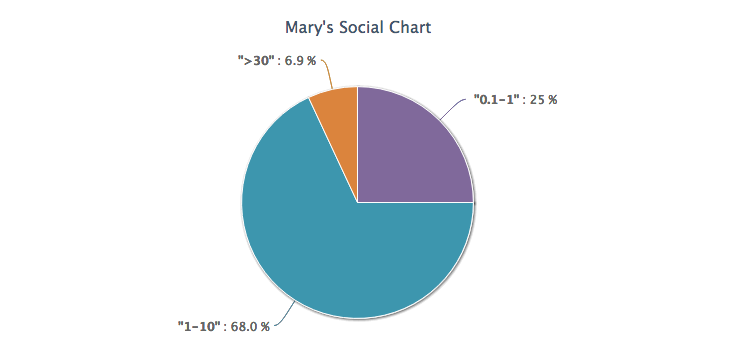 Mary's Social Chart
">30" : 6.9 %
"0.1-1" : 25 %
"1-10" : 68.0 %